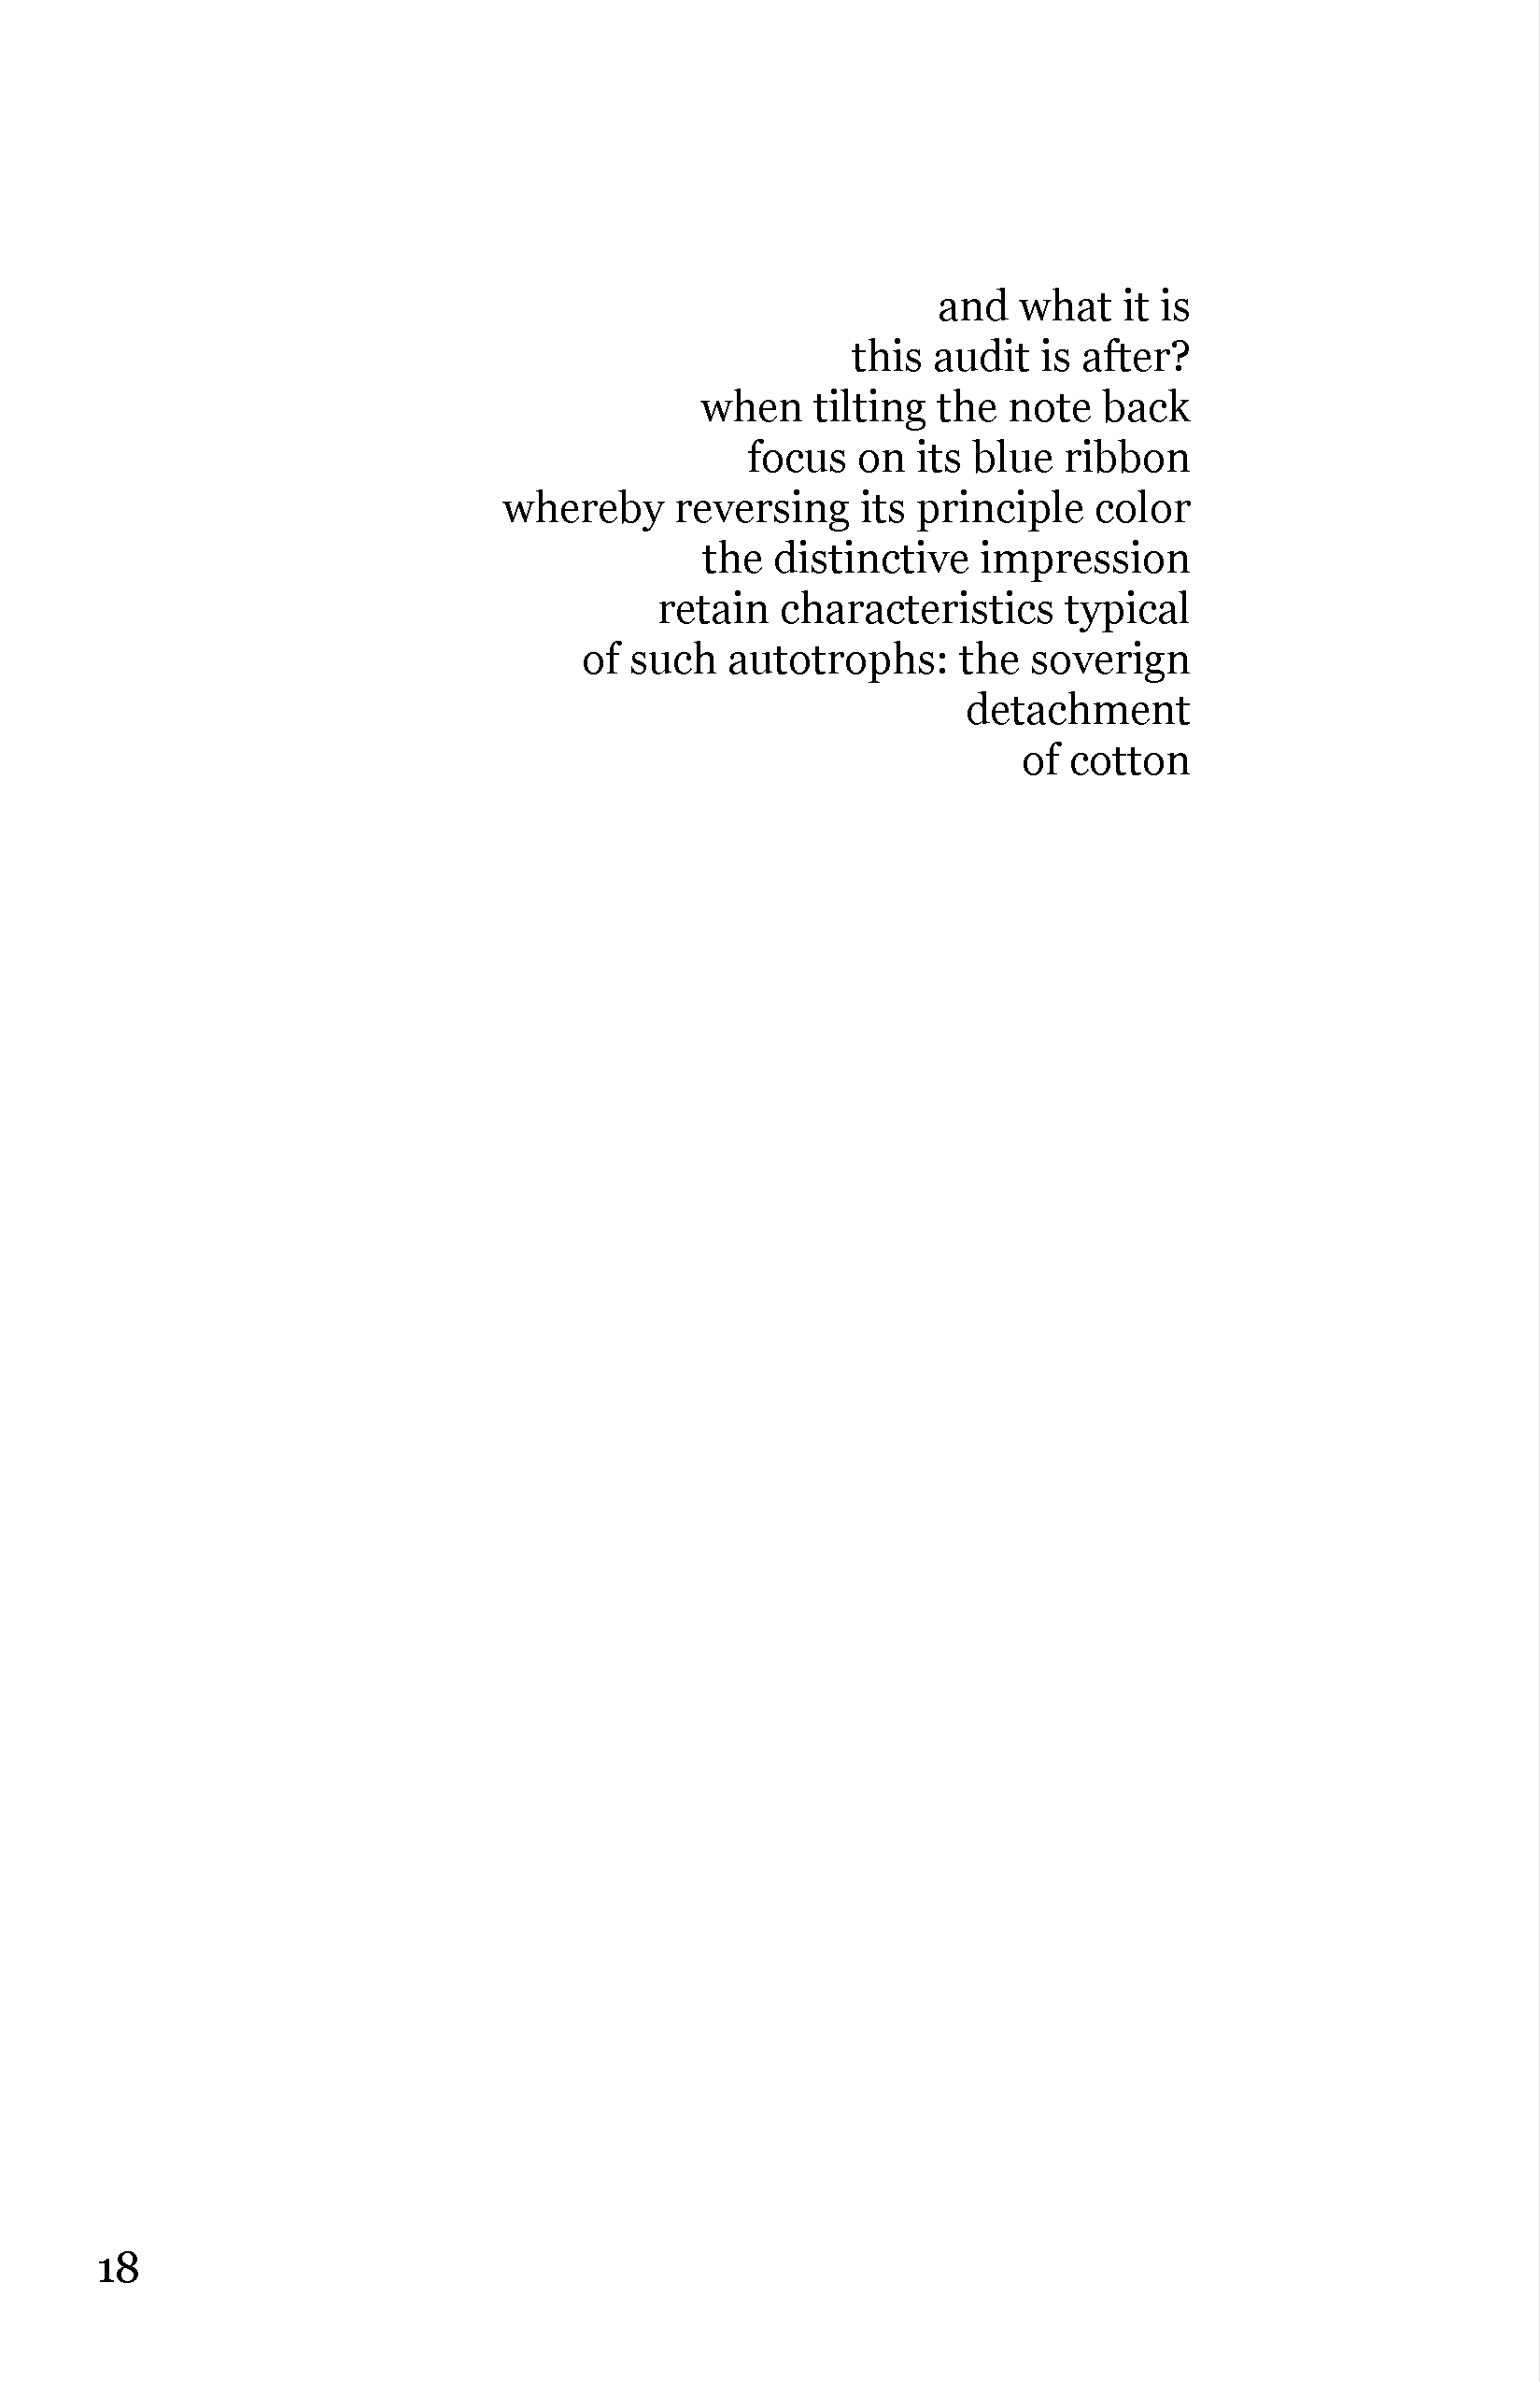 and what it is
this audit is after?
when tilting the note back
focus on its blue ribbon
whereby reversing its principle color
the distinctive impression
retain characteristics typical
of such autotrophs: the soverign
detachment
of cotton
18